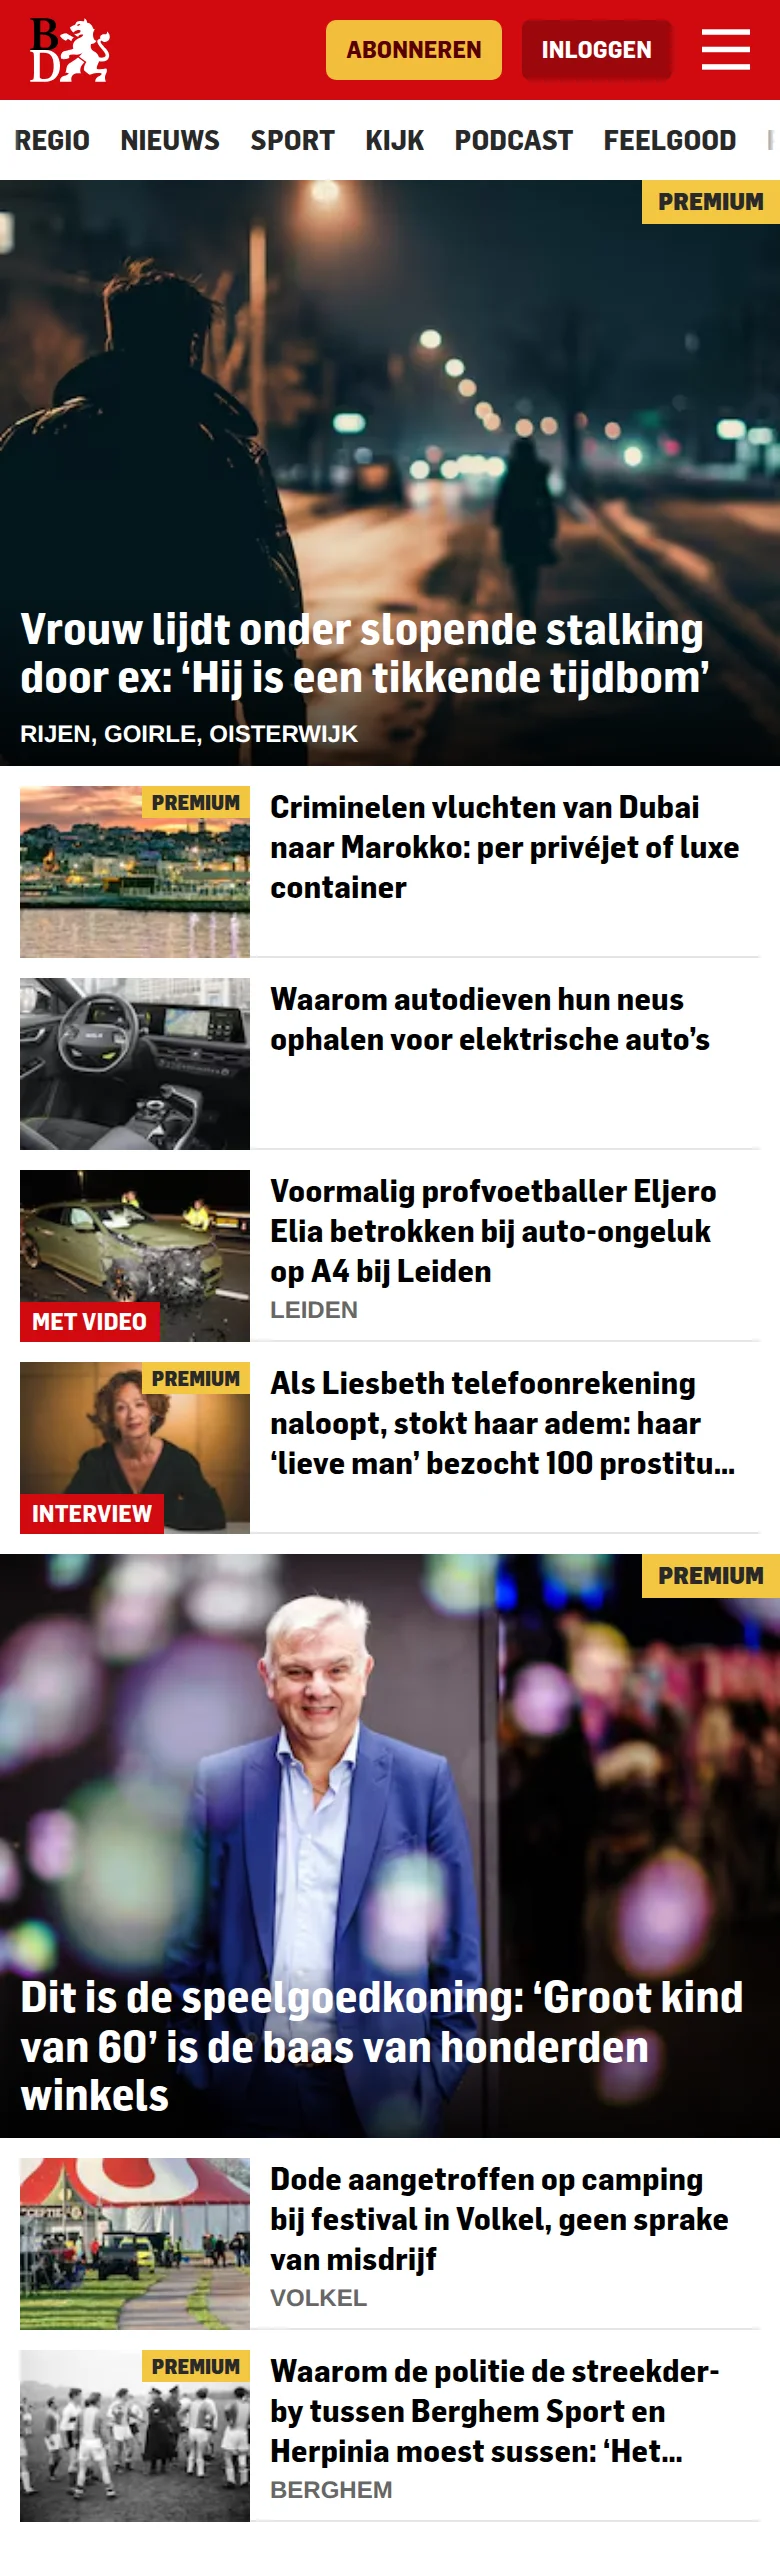 B
D
ABONNEREN
INLOGGEN
REGIO NIEUWS SPORT KIJK PODCAST FEELGOOD
PREMIUM
Vrouw lijdt onder slopende stalking
door ex: ‘Hij is een tikkende tijdbom’
RIJEN, GOIRLE, OISTERWIJK
PREMIUM
Criminelen vluchten van Dubai
naar Marokko: per privéjet of luxe
container
Waarom autodieven hun neus
ophalen voor elektrische auto’s
Voormalig profvoetballer Eljero
Elia betrokken bij auto-ongeluk
op A4 bij Leiden
LEIDEN
MET VIDEO
PREMIUM
Als Liesbeth telefoonrekening
naloopt, stokt haar adem: haar
‘lieve man’ bezocht 100 prostitu...
INTERVIEW
PREMIUM
Dit is de speelgoedkoning: ‘Groot kind
van 60’ is de baas van honderden
winkels
Dode aangetroffen op camping
bij festival in Volkel, geen sprake
van misdrijf
VOLKEL
PREMIUM
Waarom de politie de streekder-
by tussen Berghem Sport en
Herpinia moest sussen: ‘Het...
BERGHEM